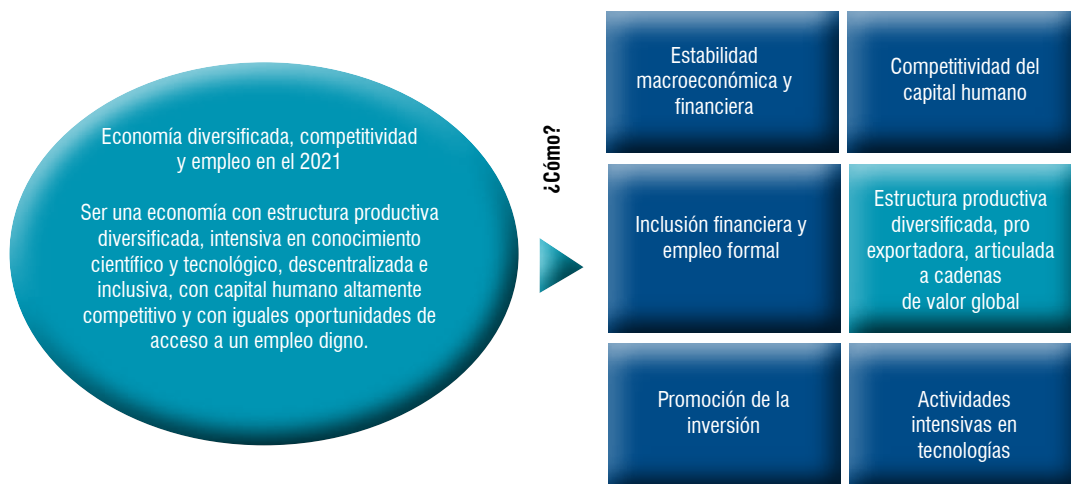 Economía diversificada, competitividad
y empleo en el 2021
Ser una economía con estructura productiva
diversificada, intensiva en conocimiento
científico y tecnológico, descentralizada e
inclusiva, con capital humano altamente
competitivo y con iguales oportunidades de
acceso a un empleo digno.
¿Cómo?
Estabilidad
macroeconómica y
financiera
Competitividad del
capital humano
Inclusión financiera y
empleo formal
Estructura productiva
diversificada, pro
exportadora, articulada
a cadenas
de valor global
Promoción de la
inversión
Actividades
intensivas en
tecnologías